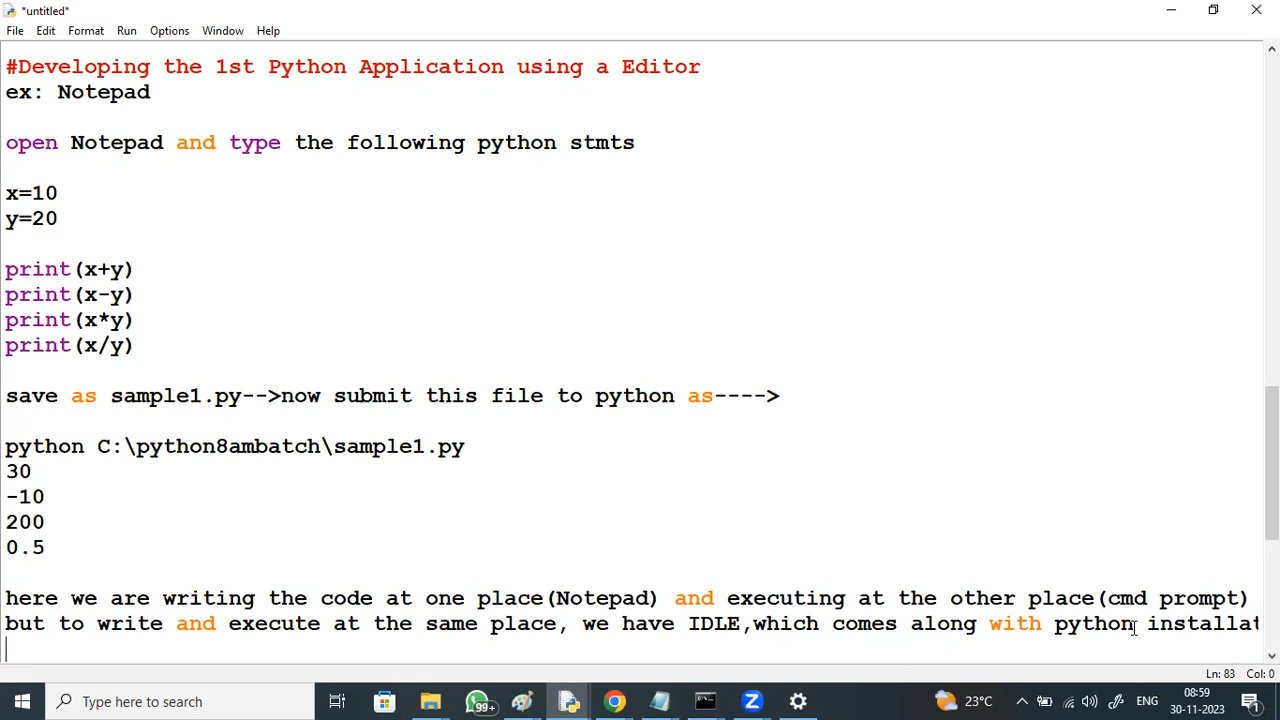 *untitled*
File Edit Format Run Options Window Help
#Developing the 1st Python Application using a Editor
ex: Notepad
open Notepad and type the following python stmts
x=10
y=20
print(x+y)
print(x-y)
print(x*y)
print(x/y)
save as sample1.py-->now submit this file to python as---->
python C:\python8ambatch\sample1.py
30
-10
200
0.5
here we are writing the code at one place(Notepad) and executing at the other place(cmd prompt)
but to write and execute at the same place, we have IDLE,which comes along with python installat
Ln: 83 Col: 0
Type here to search
99+
23°C
ENG
08:59
30-11-2023
1